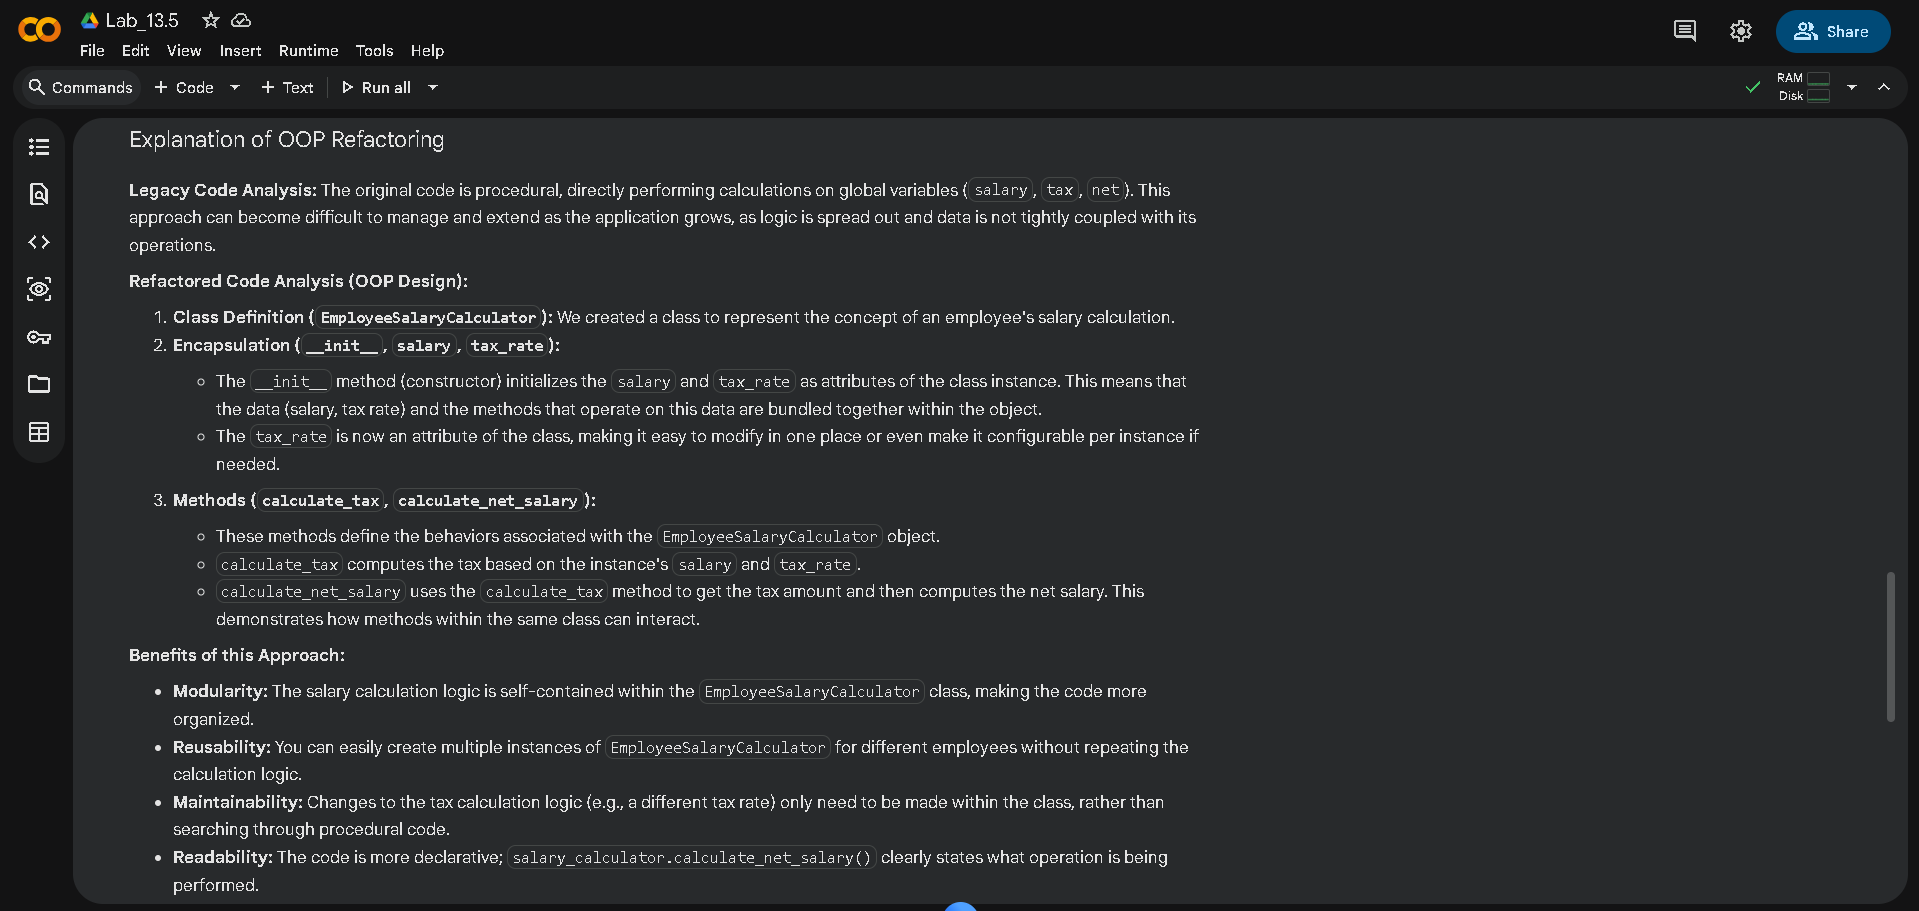 Lab_13.5
File Edit View Insert Runtime Tools Help
Share
Commands + Code + Text Run all
RAM
Disk
Explanation of OOP Refactoring
Legacy Code Analysis: The original code is procedural, directly performing calculations on global variables (salary, tax, net). This
approach can become difficult to manage and extend as the application grows, as logic is spread out and data is not tightly coupled with its
operations.
Refactored Code Analysis (OOP Design):
1. Class Definition (EmployeeSalaryCalculator): We created a class to represent the concept of an employee's salary calculation.
2. Encapsulation (__init__, salary, tax_rate):
○ The __init__ method (constructor) initializes the salary and tax_rate as attributes of the class instance. This means that
the data (salary, tax rate) and the methods that operate on this data are bundled together within the object.
○ The tax_rate is now an attribute of the class, making it easy to modify in one place or even make it configurable per instance if
needed.
3. Methods (calculate_tax, calculate_net_salary):
○ These methods define the behaviors associated with the EmployeeSalaryCalculator object.
○ calculate_tax computes the tax based on the instance's salary and tax_rate.
○ calculate_net_salary uses the calculate_tax method to get the tax amount and then computes the net salary. This
demonstrates how methods within the same class can interact.
Benefits of this Approach:
• Modularity: The salary calculation logic is self-contained within the EmployeeSalaryCalculator class, making the code more
organized.
• Reusability: You can easily create multiple instances of EmployeeSalaryCalculator for different employees without repeating the
calculation logic.
• Maintainability: Changes to the tax calculation logic (e.g., a different tax rate) only need to be made within the class, rather than
searching through procedural code.
• Readability: The code is more declarative; salary_calculator.calculate_net_salary() clearly states what operation is being
performed.